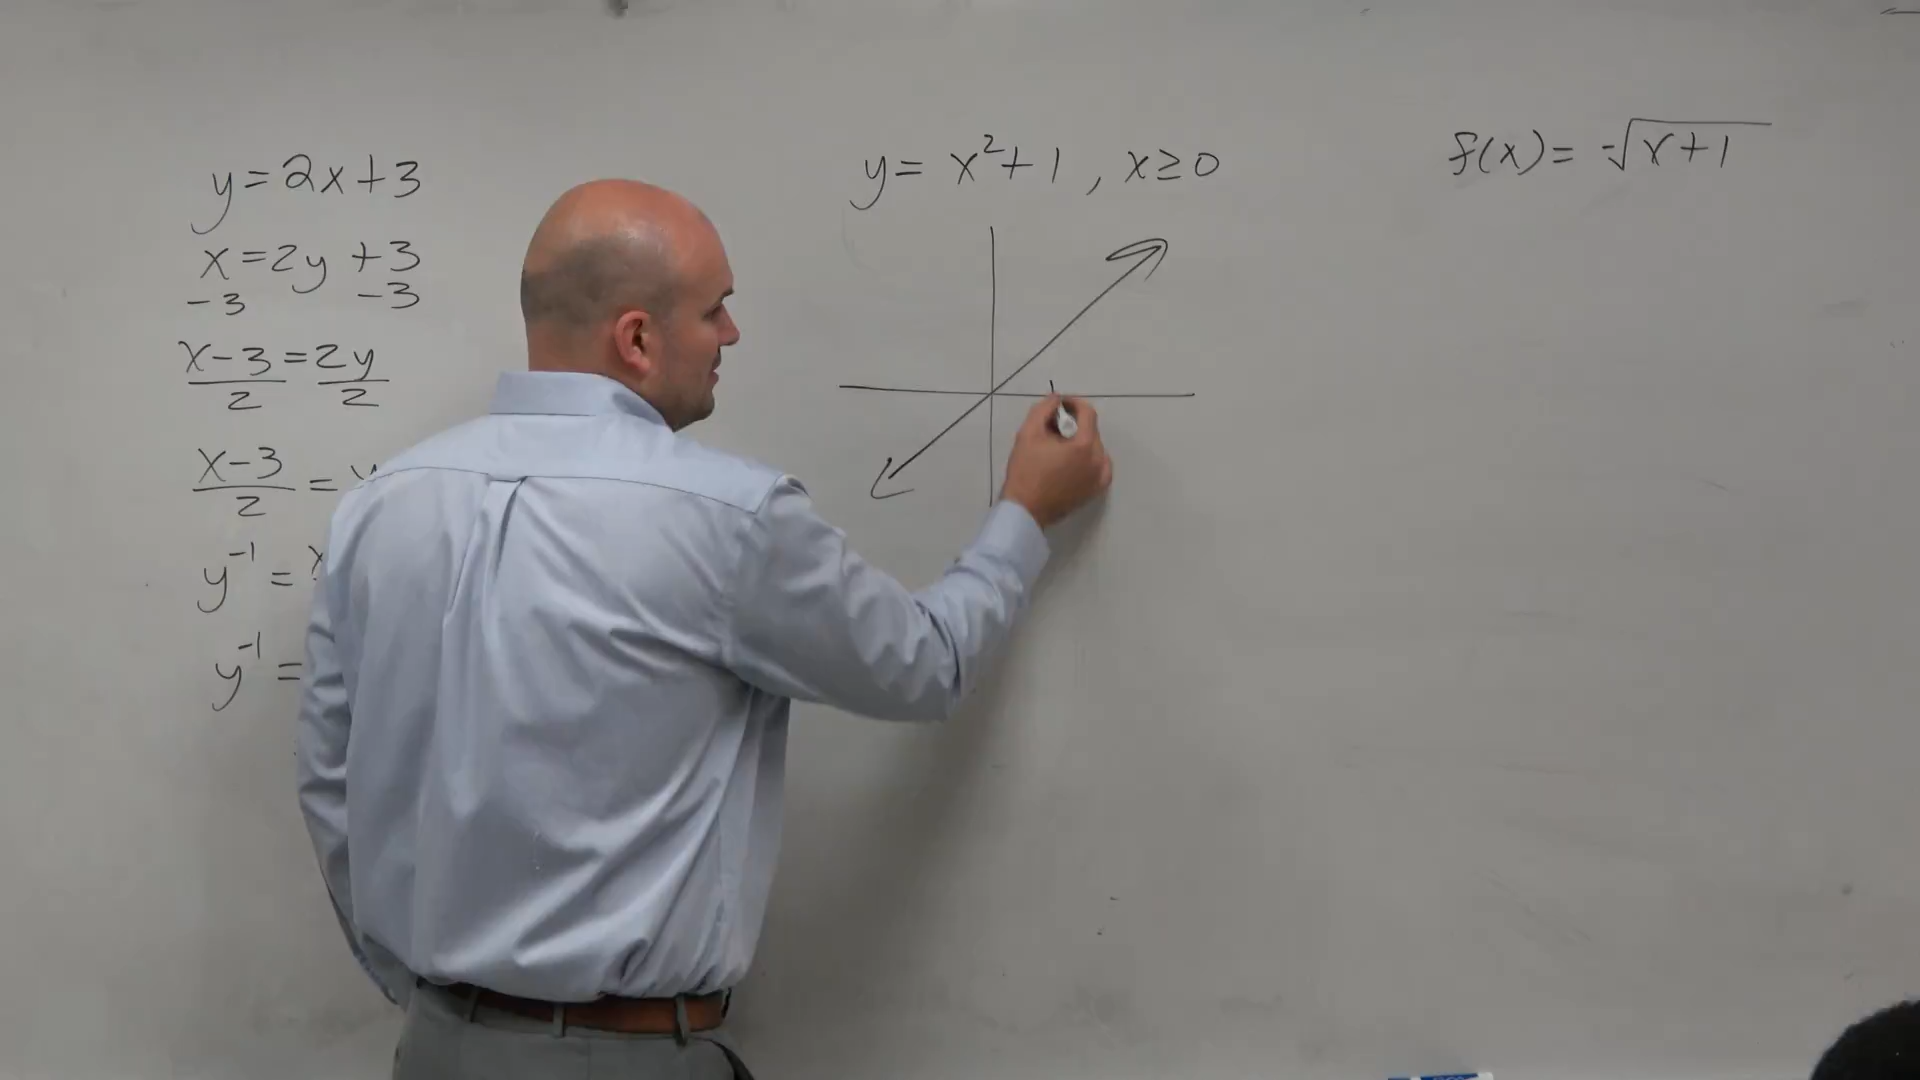 y = 2x + 3
x = 2y + 3
-3 -3
x-3 = 2y
2 2
x-3 =
2
y⁻¹ =
y⁻¹ =
y = x² + 1 , x ≥ 0
f(x) = -√x+1